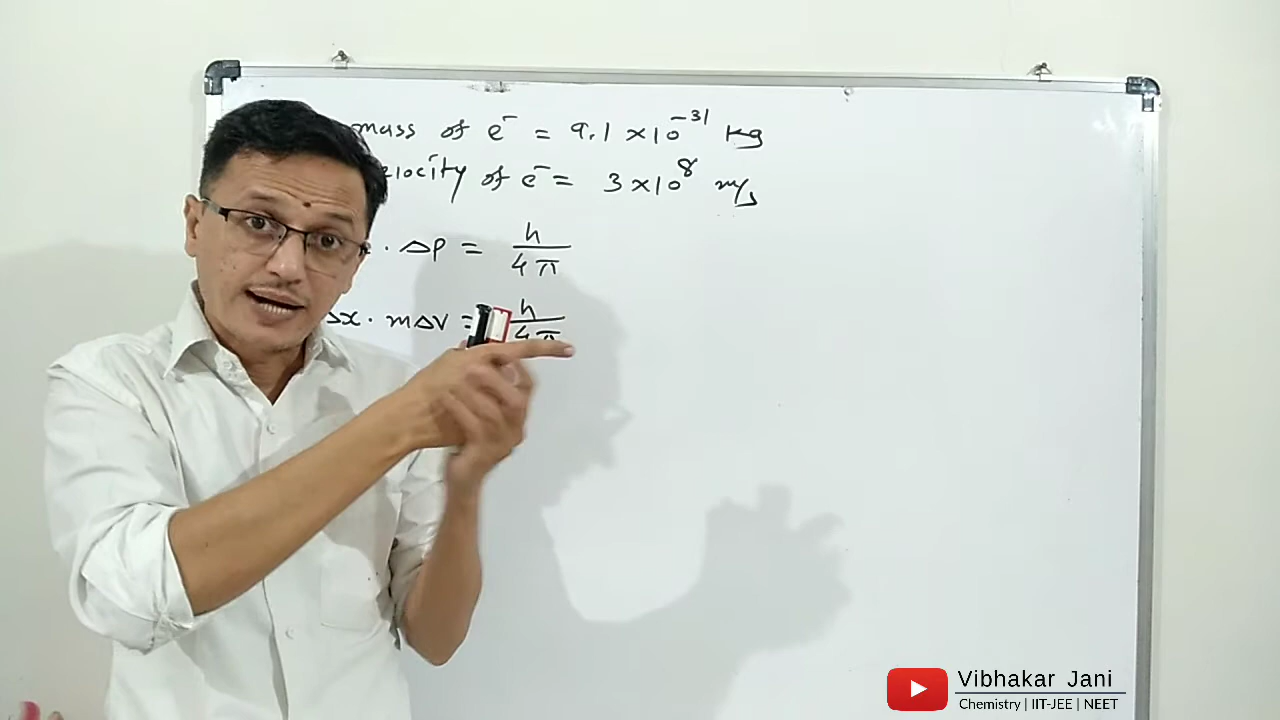 mass of e⁻ = 9.1 × 10⁻³¹ kg
of e⁻ = 3 × 10⁸ m/s
· Δp = h/4π
Δx · mΔv = h/4π
Vibhakar Jani
Chemistry | IIT-JEE | NEET